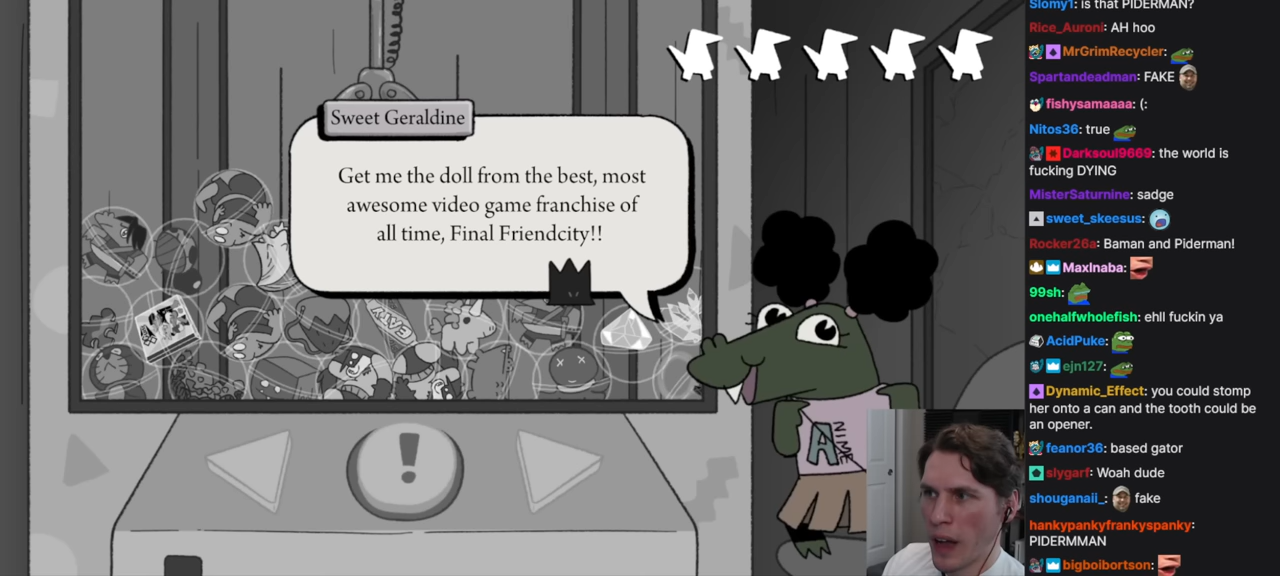 Sweet Geraldine
Get me the doll from the best, most
awesome video game franchise of
all time, Final Friendcity!!
EATY
ANIME
Slomy1: is that PIDERMAN?
Rice_Auroni: AH hoo
MrGrimRecycler:
Spartandeadman: FAKE
fishysamaaaa: (:
Nitos36: true
Darksoul9669: the world is
fucking DYING
MisterSaturnine: sadge
sweet_skeesus:
Rocker26a: Baman and Piderman!
MaxInaba:
99sh:
onehalfwholefish: ehll fuckin ya
AcidPuke:
ejn127:
Dynamic_Effect: you could stomp
her onto a can and the tooth could be
an opener.
feanor36: based gator
slygarf: Woah dude
shouganaii_: fake
hankypankyfrankyspanky:
PIDERMMAN
bigboibortson: